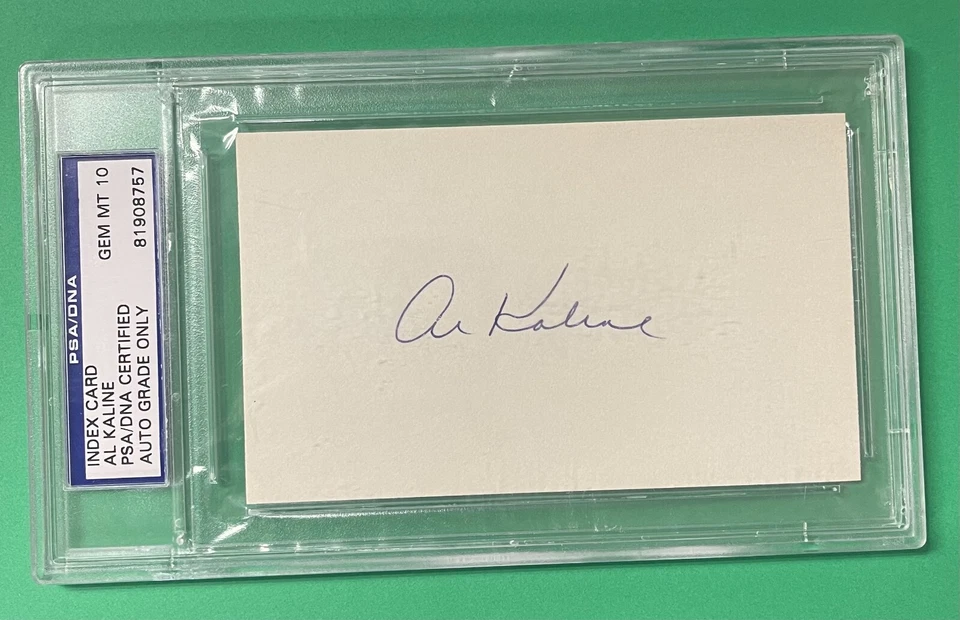 PSA/DNA
INDEX CARD
AL KALINE GEM MT 10
PSA/DNA CERTIFIED
AUTO GRADE ONLY 81908757
Al Kaline